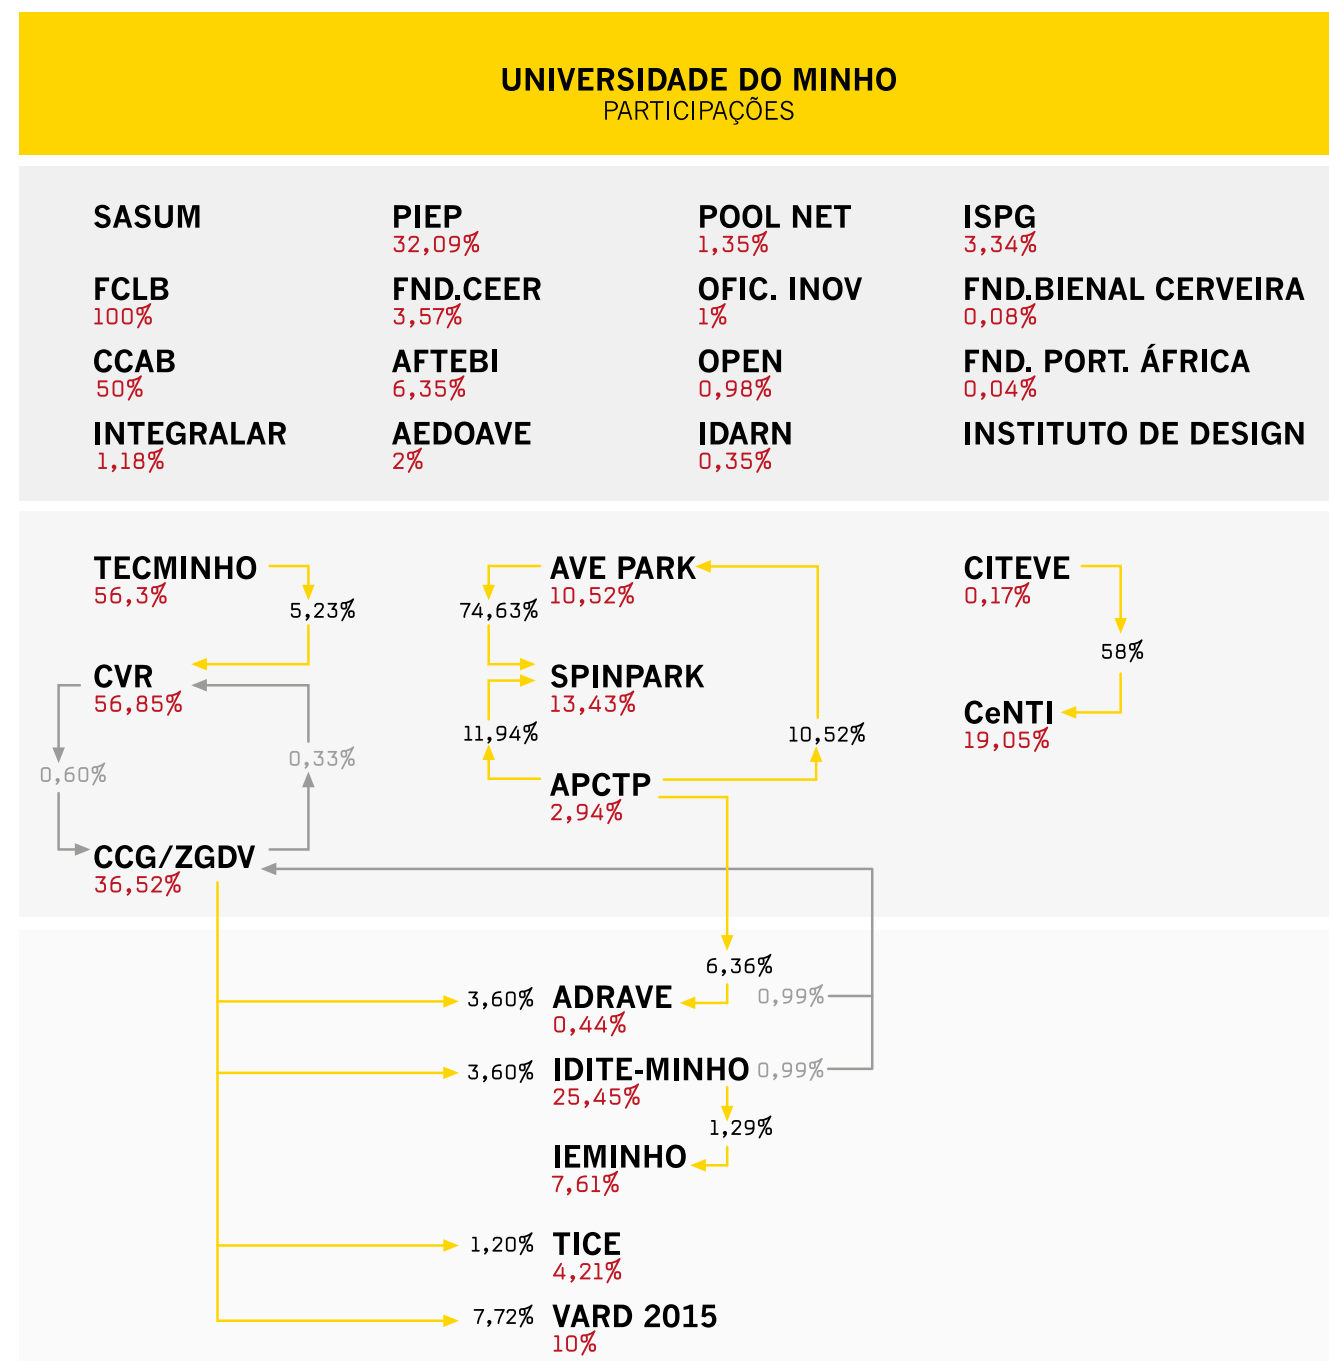 UNIVERSIDADE DO MINHO
PARTICIPAÇÕES
SASUM
PIEP
32,09%
POOL NET
1,35%
ISPG
3,34%
FCLB
100%
FND.CEER
3,57%
OFIC. INOV
1%
FND.BIENAL CERVEIRA
0,08%
CCAB
50%
AFTEBI
6,35%
OPEN
0,98%
FND. PORT. ÁFRICA
0,04%
INTEGRALAR
1,18%
AEDOAVE
2%
IDARN
0,35%
INSTITUTO DE DESIGN
TECMINHO
56,3%
5,23%
CVR
56,85%
0,60%
0,33%
CCG/ZGDV
36,52%
AVE PARK
10,52%
74,63%
SPINPARK
13,43%
11,94%
10,52%
APCTP
2,94%
CITEVE
0,17%
58%
CeNTI
19,05%
6,36%
3,60%
ADRAVE
0,44%
0,99%
3,60%
IDITE-MINHO
25,45%
0,99%
1,29%
IEMINHO
7,61%
1,20%
TICE
4,21%
7,72%
VARD 2015
10%